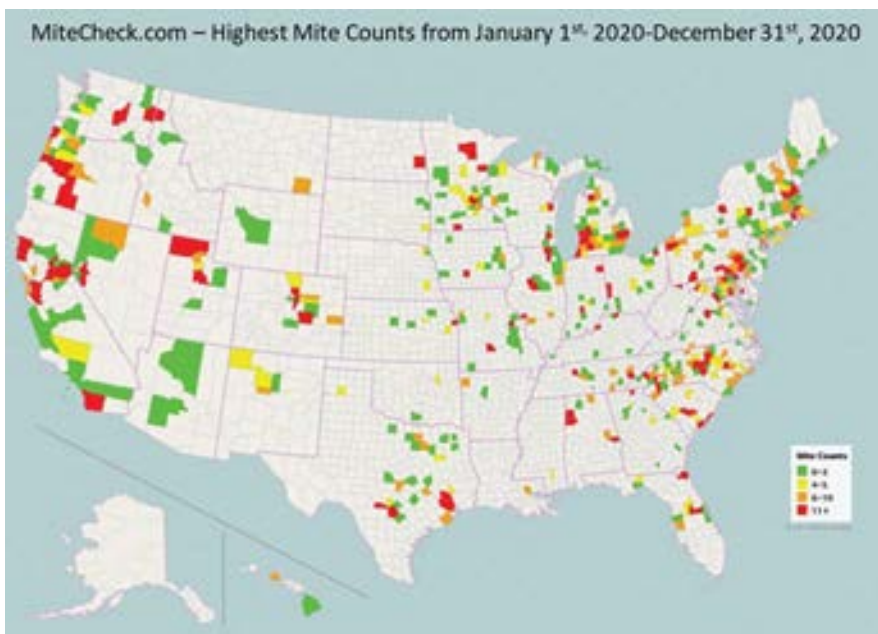 MiteCheck.com – Highest Mite Counts from January 1st, 2020-December 31st, 2020
Mite Counts
0-3
4-5
6-10
11+